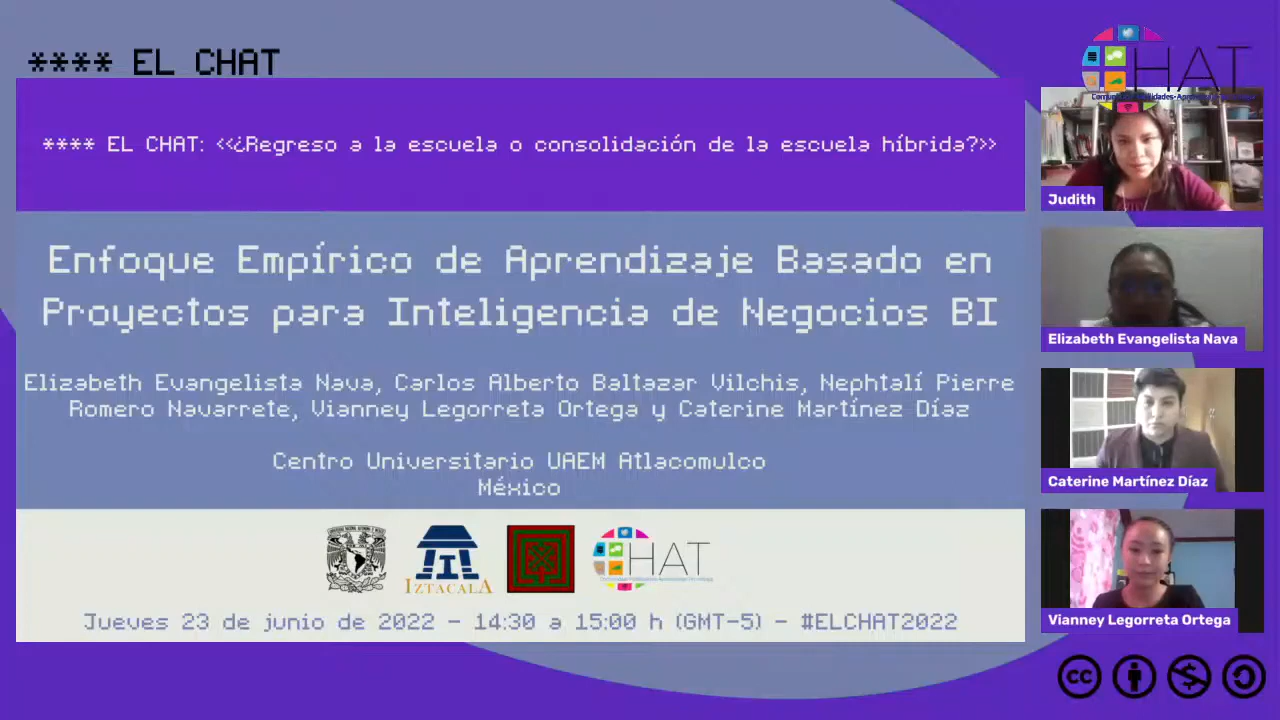 **** EL CHAT
**** EL CHAT: <<¿Regreso a la escuela o consolidación de la escuela híbrida?>>
Enfoque Empírico de Aprendizaje Basado en
Proyectos para Inteligencia de Negocios BI
Elizabeth Evangelista Nava, Carlos Alberto Baltazar Vilchis, Nephtalí Pierre
Romero Navarrete, Vianney Legorreta Ortega y Caterine Martínez Díaz
Centro Universitario UAEM Atlacomulco
México
IZTACALA
HAT
Jueves 23 de junio de 2022 - 14:30 a 15:00 h (GMT-5) - #ELCHAT2022
HAT
Judith
Elizabeth Evangelista Nava
Caterine Martínez Díaz
Vianney Legorreta Ortega
cc